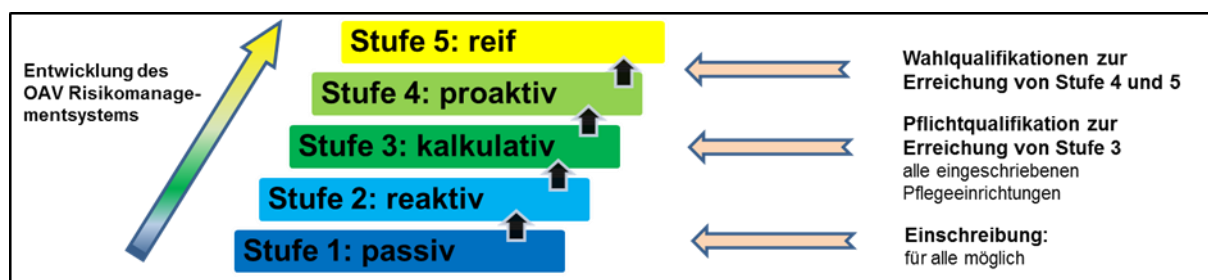 Entwicklung des
OAV Risikomanage-
mentsystems
Stufe 5: reif
Stufe 4: proaktiv
Stufe 3: kalkulativ
Stufe 2: reaktiv
Stufe 1: passiv
Wahlqualifikationen zur
Erreichung von Stufe 4 und 5
Pflichtqualifikation zur
Erreichung von Stufe 3
alle eingeschriebenen
Pflegeeinrichtungen
Einschreibung:
für alle möglich